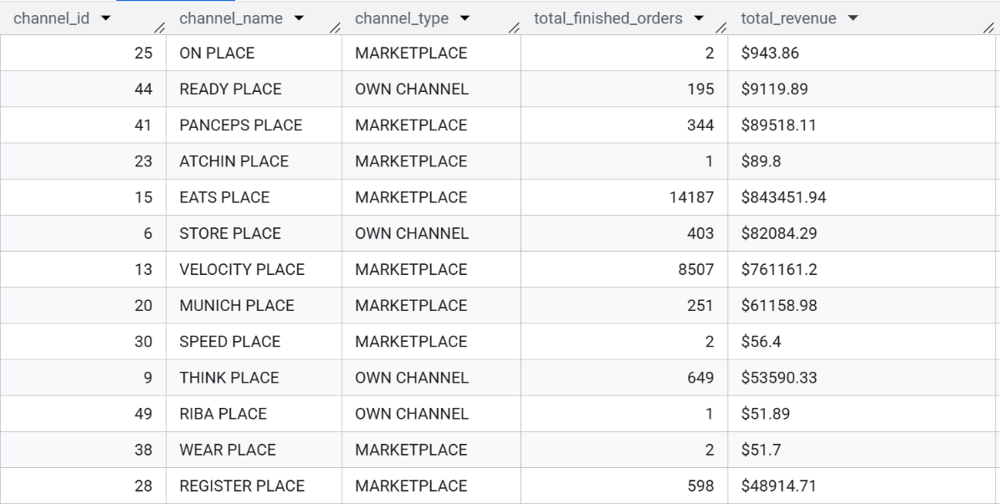 channel_id channel_name channel_type total_finished_orders total_revenue
25 ON PLACE MARKETPLACE 2 $943.86
44 READY PLACE OWN CHANNEL 195 $9119.89
41 PANCEPS PLACE MARKETPLACE 344 $89518.11
23 ATCHIN PLACE MARKETPLACE 1 $89.8
15 EATS PLACE MARKETPLACE 14187 $843451.94
6 STORE PLACE OWN CHANNEL 403 $82084.29
13 VELOCITY PLACE MARKETPLACE 8507 $761161.2
20 MUNICH PLACE MARKETPLACE 251 $61158.98
30 SPEED PLACE MARKETPLACE 2 $56.4
9 THINK PLACE OWN CHANNEL 649 $53590.33
49 RIBA PLACE OWN CHANNEL 1 $51.89
38 WEAR PLACE MARKETPLACE 2 $51.7
28 REGISTER PLACE MARKETPLACE 598 $48914.71